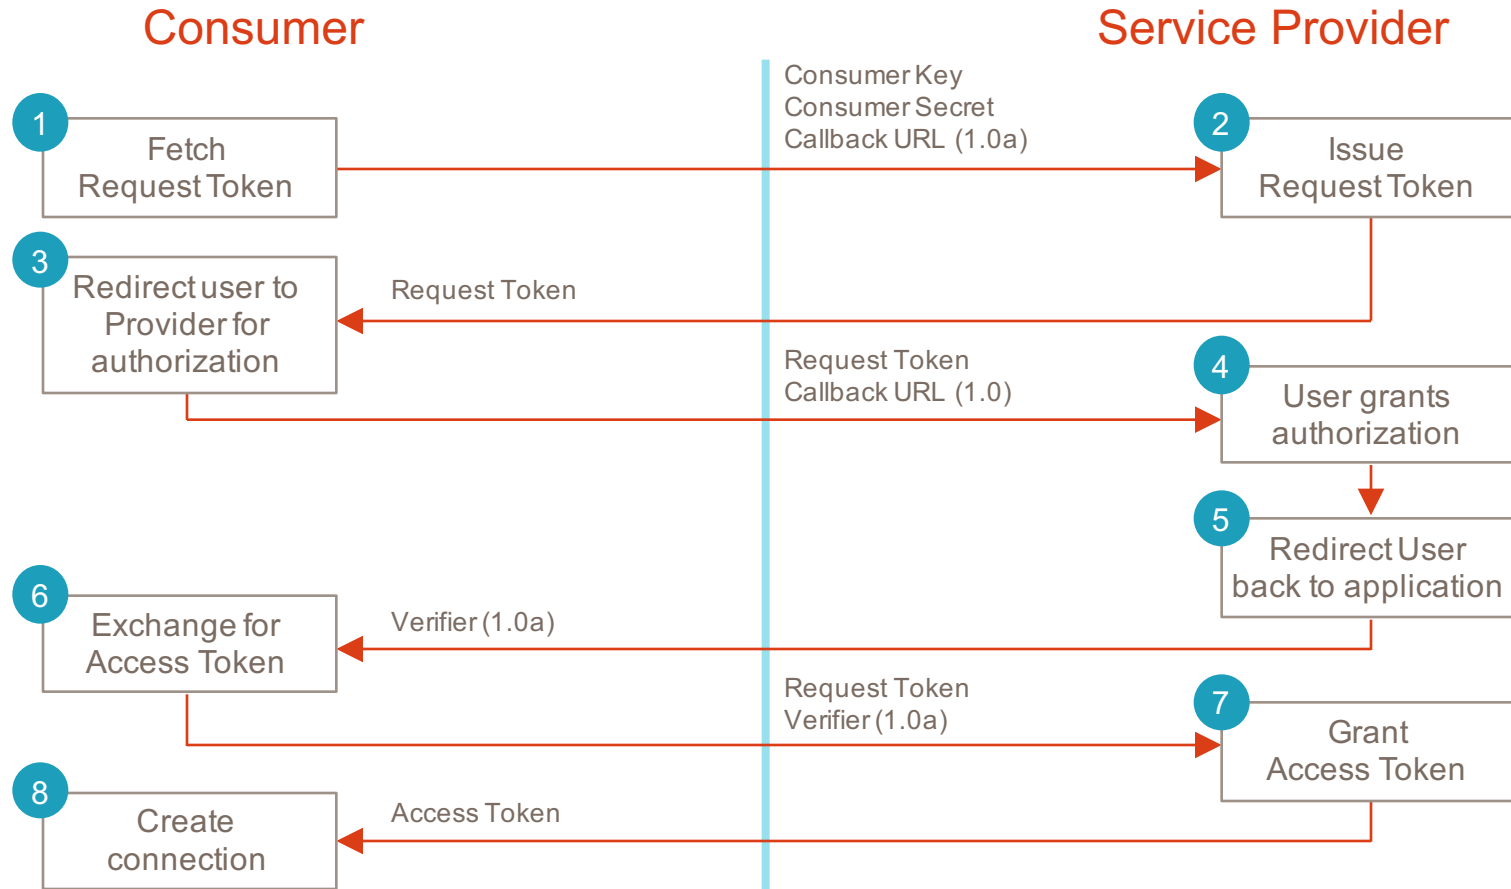 Consumer
Service Provider
Consumer Key
Consumer Secret
Callback URL (1.0a)
1
Fetch
Request Token
2
Issue
Request Token
3
Redirect user to
Provider for
authorization
Request Token
Request Token
Callback URL (1.0)
4
User grants
authorization
5
Redirect User
back to application
6
Exchange for
Access Token
Verifier (1.0a)
Request Token
Verifier (1.0a)
7
Grant
Access Token
8
Create
connection
Access Token